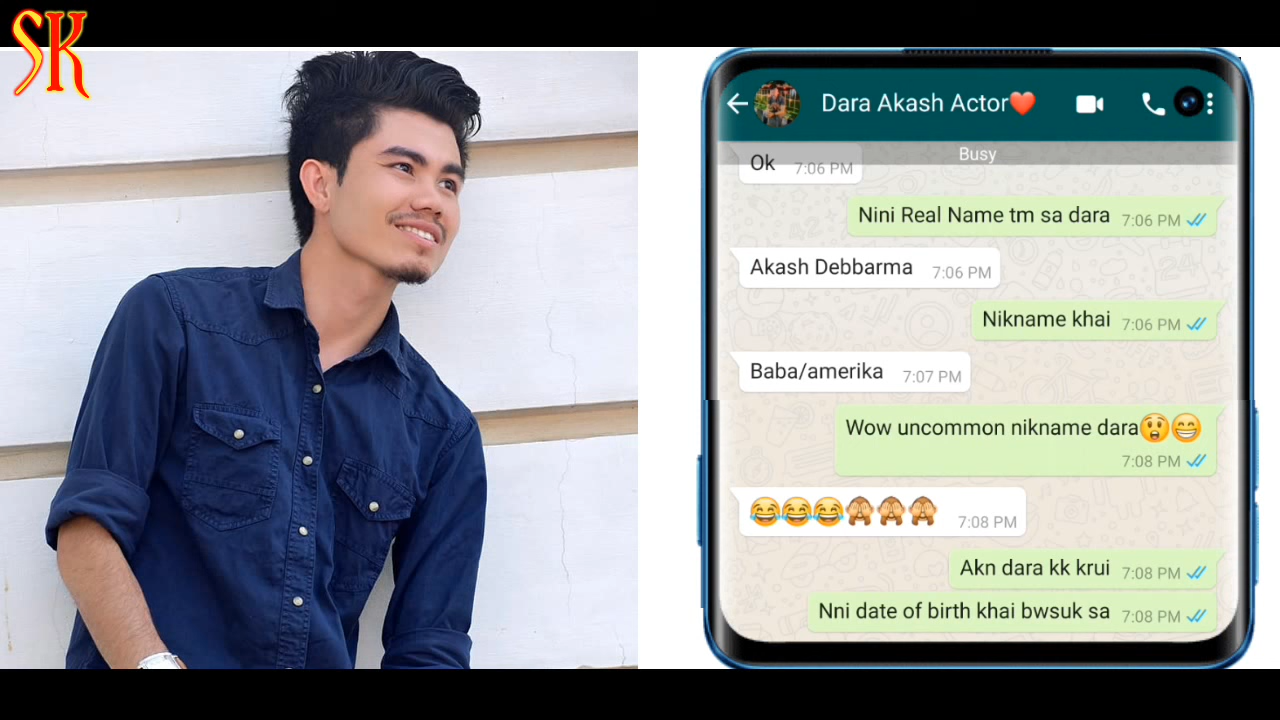 SK
Dara Akash Actor❤️
Busy
Ok 7:06 PM
Nini Real Name tm sa dara 7:06 PM
Akash Debbarma 7:06 PM
Nikname khai 7:06 PM
Baba/amerika 7:07 PM
Wow uncommon nikname dara😲😁
7:08 PM
😂😂😂🙈🙈🙈 7:08 PM
Akn dara kk krui 7:08 PM
Nni date of birth khai bwsuk sa 7:08 PM